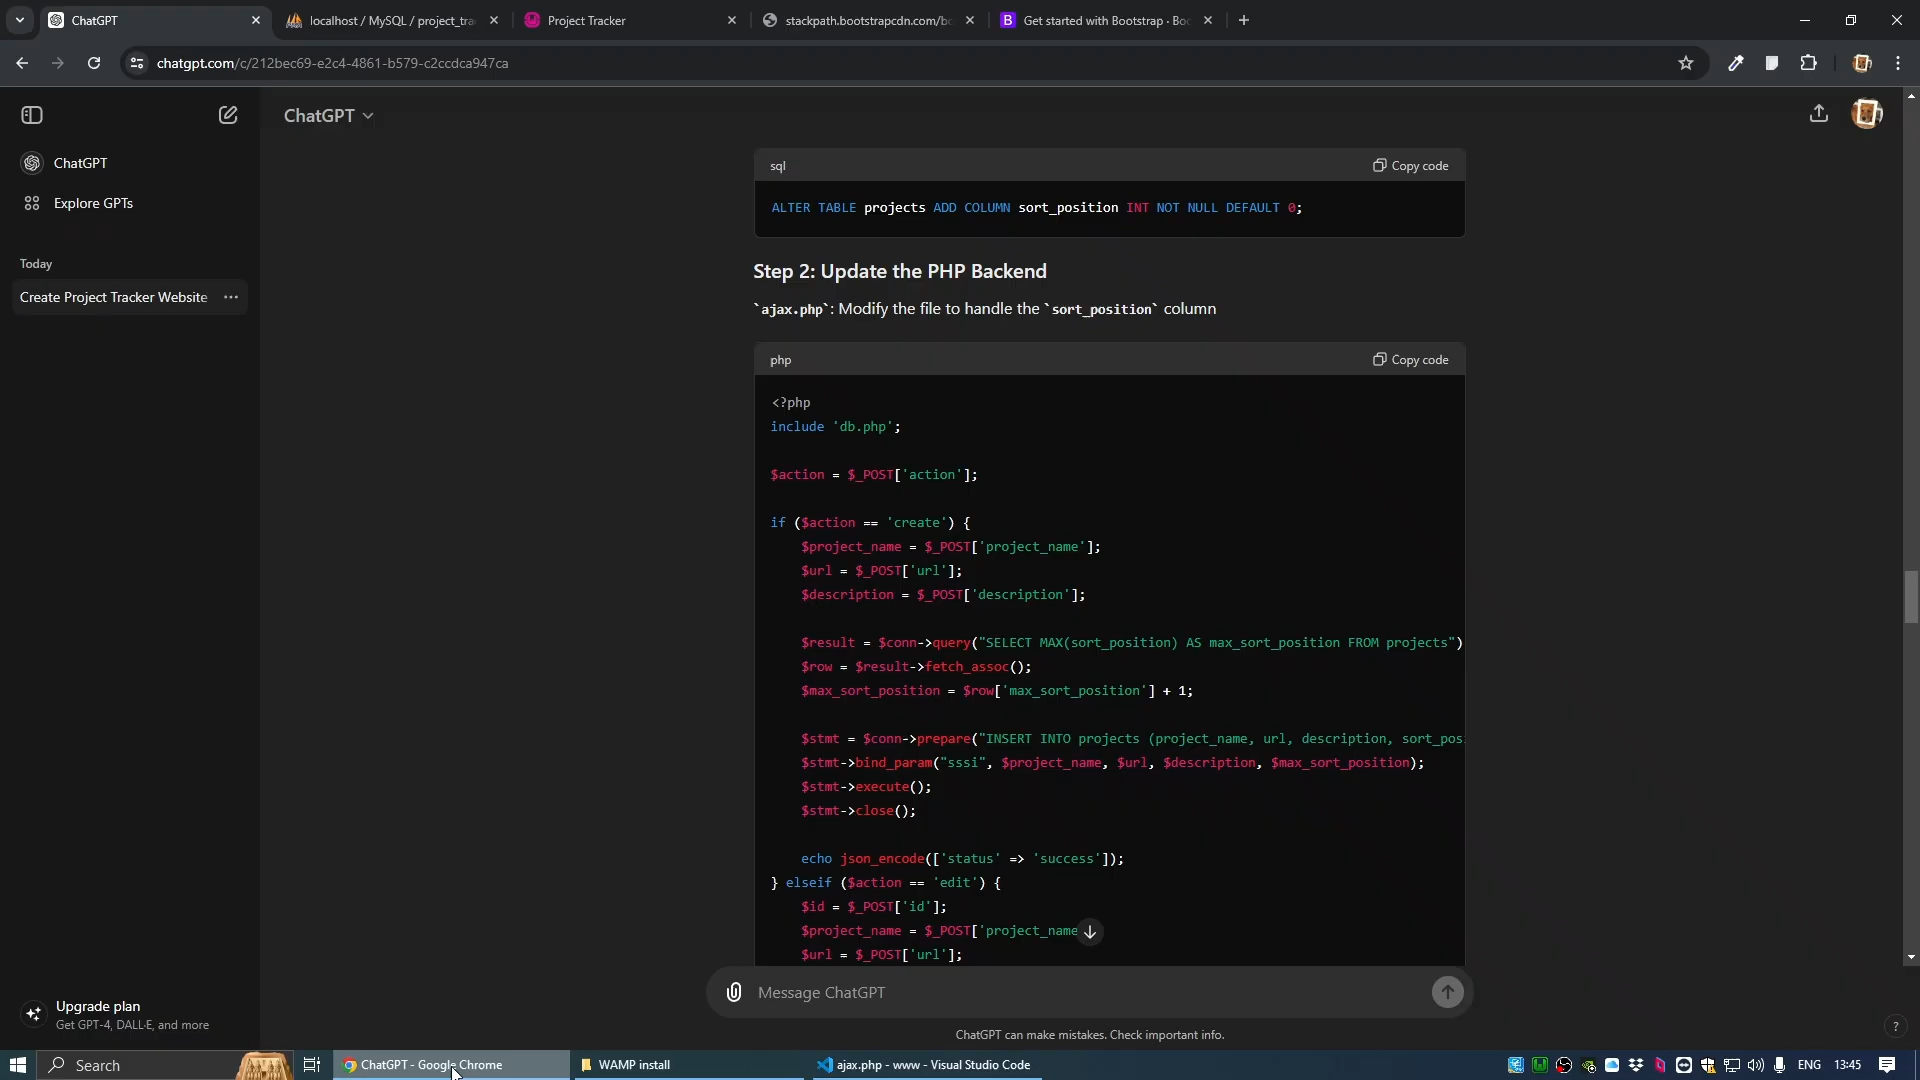 ChatGPT
localhost / MySQL / project_tra
Project Tracker
stackpath.bootstrapcdn.com/b
Get started with Bootstrap · Bo
chatgpt.com/c/212bec69-e2c4-4861-b579-c2ccdca947ca
ChatGPT
ChatGPT
Explore GPTs
Today
Create Project Tracker Website
sql
Copy code
ALTER TABLE projects ADD COLUMN sort_position INT NOT NULL DEFAULT 0;
Step 2: Update the PHP Backend
`ajax.php`: Modify the file to handle the `sort_position` column
php
Copy code
<?php
include 'db.php';
$action = $_POST['action'];
if ($action == 'create') {
$project_name = $_POST['project_name'];
$url = $_POST['url'];
$description = $_POST['description'];
$result = $conn->query("SELECT MAX(sort_position) AS max_sort_position FROM projects")
$row = $result->fetch_assoc();
$max_sort_position = $row['max_sort_position'] + 1;
$stmt = $conn->prepare("INSERT INTO projects (project_name, url, description, sort_pos
$stmt->bind_param("sssi", $project_name, $url, $description, $max_sort_position);
$stmt->execute();
$stmt->close();
echo json_encode(['status' => 'success']);
} elseif ($action == 'edit') {
$id = $_POST['id'];
$project_name = $_POST['project_name
$url = $_POST['url'];
Message ChatGPT
ChatGPT can make mistakes. Check important info.
?
Upgrade plan
Get GPT-4, DALL·E, and more
Search
ChatGPT - Google Chrome
WAMP install
ajax.php - www - Visual Studio Code
ENG
13:45